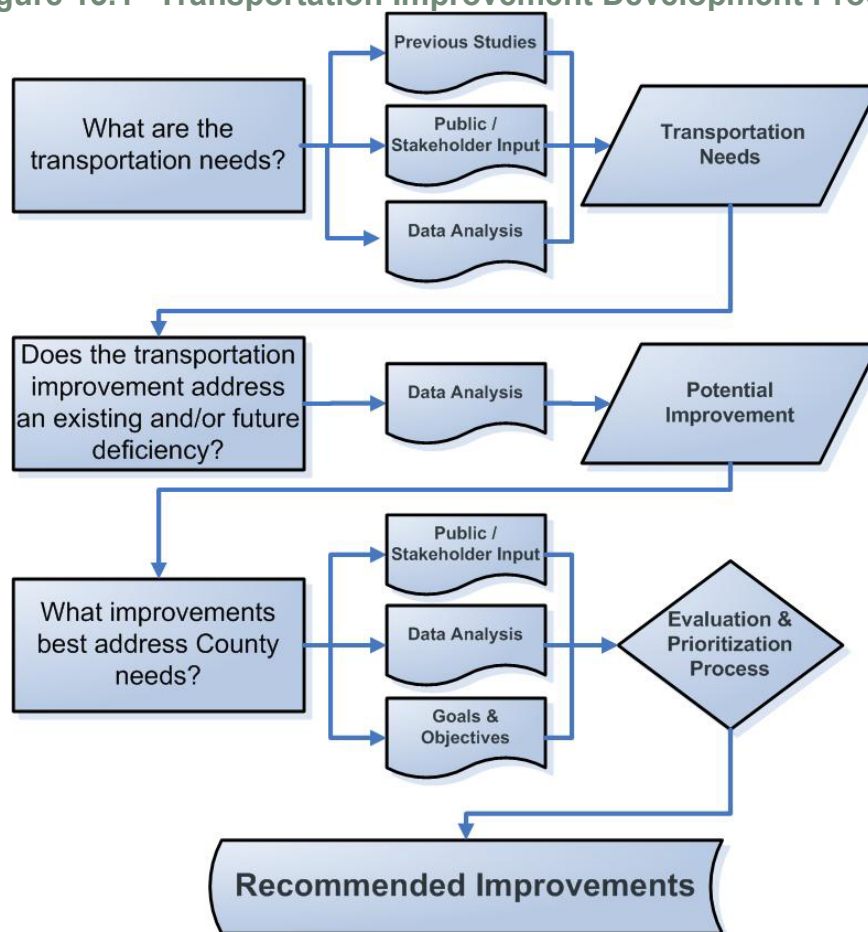 Transportation Improvement Development
Previous Studies
What are the
transportation needs?
Public /
Stakeholder Input
Data Analysis
Transportation
Needs
Does the transportation
improvement address
an existing and/or future
deficiency?
Data Analysis
Potential
Improvement
What improvements
best address County
needs?
Public /
Stakeholder Input
Data Analysis
Goals &
Objectives
Evaluation &
Prioritization
Process
Recommended Improvements